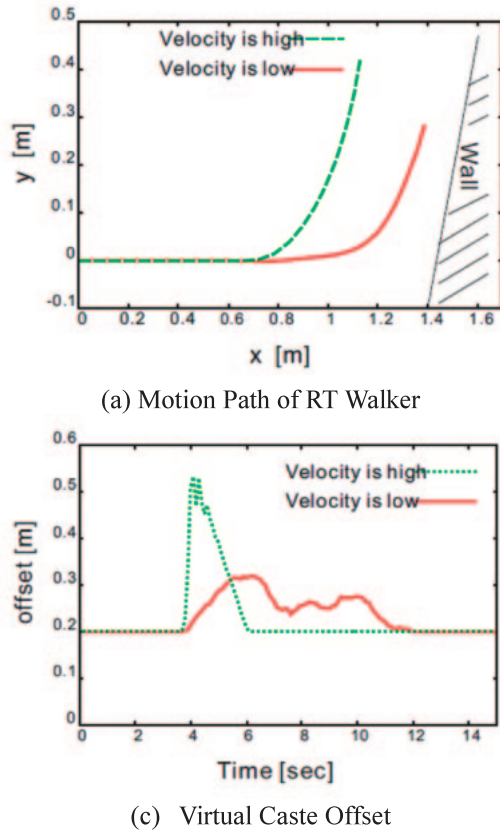 0.5
0.4
0.3
0.2
0.1
0
-0.1
y [m]
Velocity is high
Velocity is low
Wall
0 0.2 0.4 0.6 0.8 1 1.2 1.4 1.6
x [m]
(a) Motion Path of RT Walker
0.6
0.5
0.4
0.3
0.2
0.1
0
offset [m]
Velocity is high
Velocity is low
0 2 4 6 8 10 12 14
Time [sec]
(c) Virtual Caste Offset